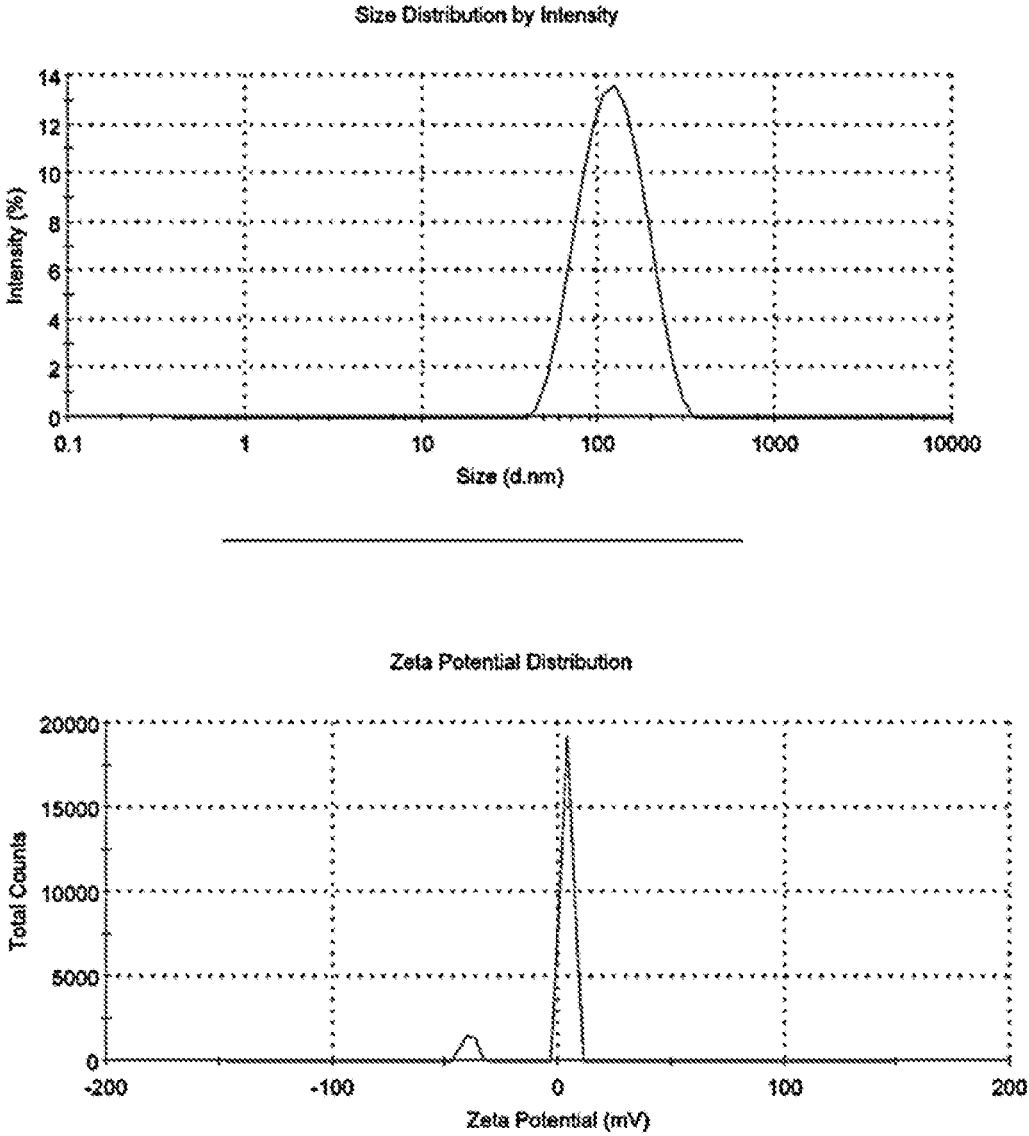 Size Distribution by Intensity
14
12
10
8
6
4
2
0
Intensity (%)
0.1 1 10 100 1000 10000
Size (d.nm)
Zeta Potential Distribution
20000
15000
10000
5000
0
Total Counts
-200 -100 0 100 200
Zeta Potential (mV)